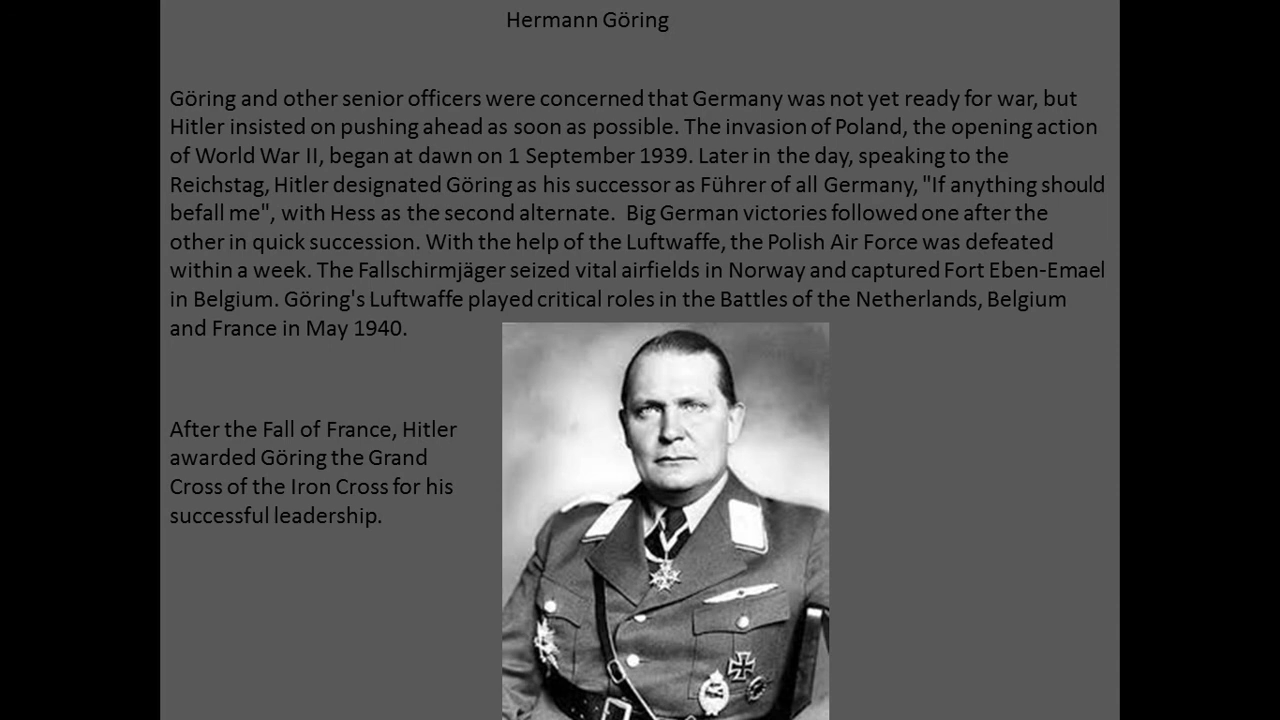 Hermann Göring
Göring and other senior officers were concerned that Germany was not yet ready for war, but
Hitler insisted on pushing ahead as soon as possible. The invasion of Poland, the opening action
of World War II, began at dawn on 1 September 1939. Later in the day, speaking to the
Reichstag, Hitler designated Göring as his successor as Führer of all Germany, "If anything should
befall me", with Hess as the second alternate.  Big German victories followed one after the
other in quick succession. With the help of the Luftwaffe, the Polish Air Force was defeated
within a week. The Fallschirmjäger seized vital airfields in Norway and captured Fort Eben-Emael
in Belgium. Göring's Luftwaffe played critical roles in the Battles of the Netherlands, Belgium
and France in May 1940.
After the Fall of France, Hitler
awarded Göring the Grand
Cross of the Iron Cross for his
successful leadership.